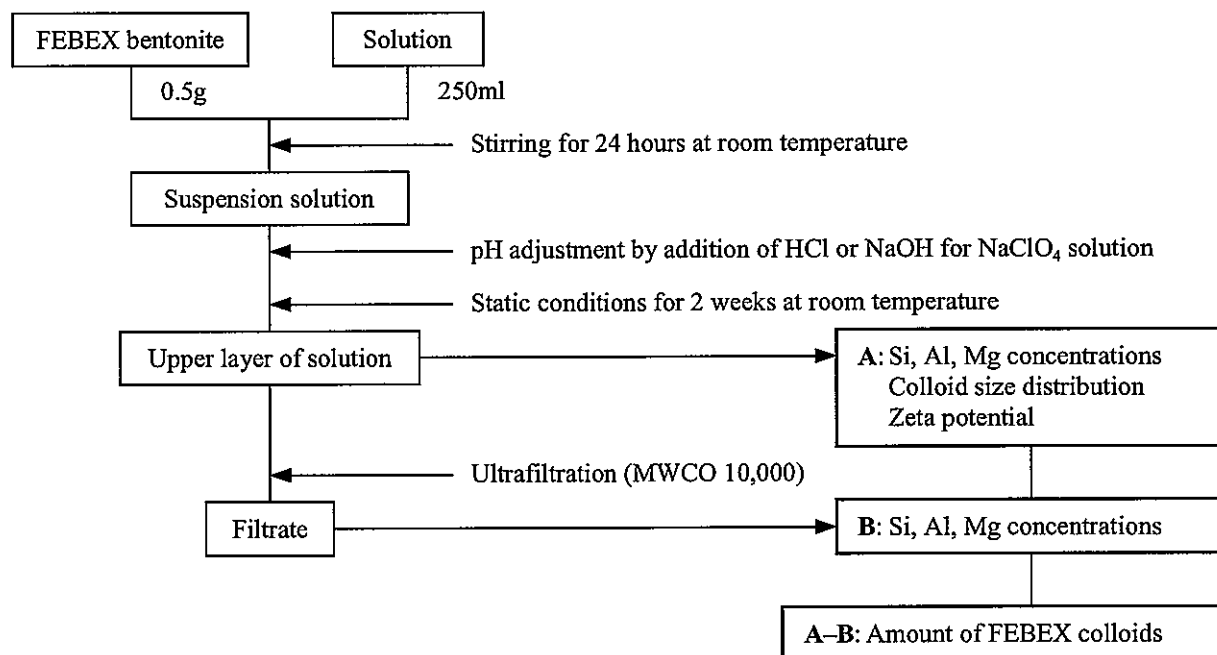 FEBEX bentonite
Solution
0.5g
250ml
Stirring for 24 hours at room temperature
Suspension solution
pH adjustment by addition of HCl or NaOH for NaClO₄ solution
Static conditions for 2 weeks at room temperature
Upper layer of solution
A: Si, Al, Mg concentrations
Colloid size distribution
Zeta potential
Ultrafiltration (MWCO 10,000)
Filtrate
B: Si, Al, Mg concentrations
A–B: Amount of FEBEX colloids